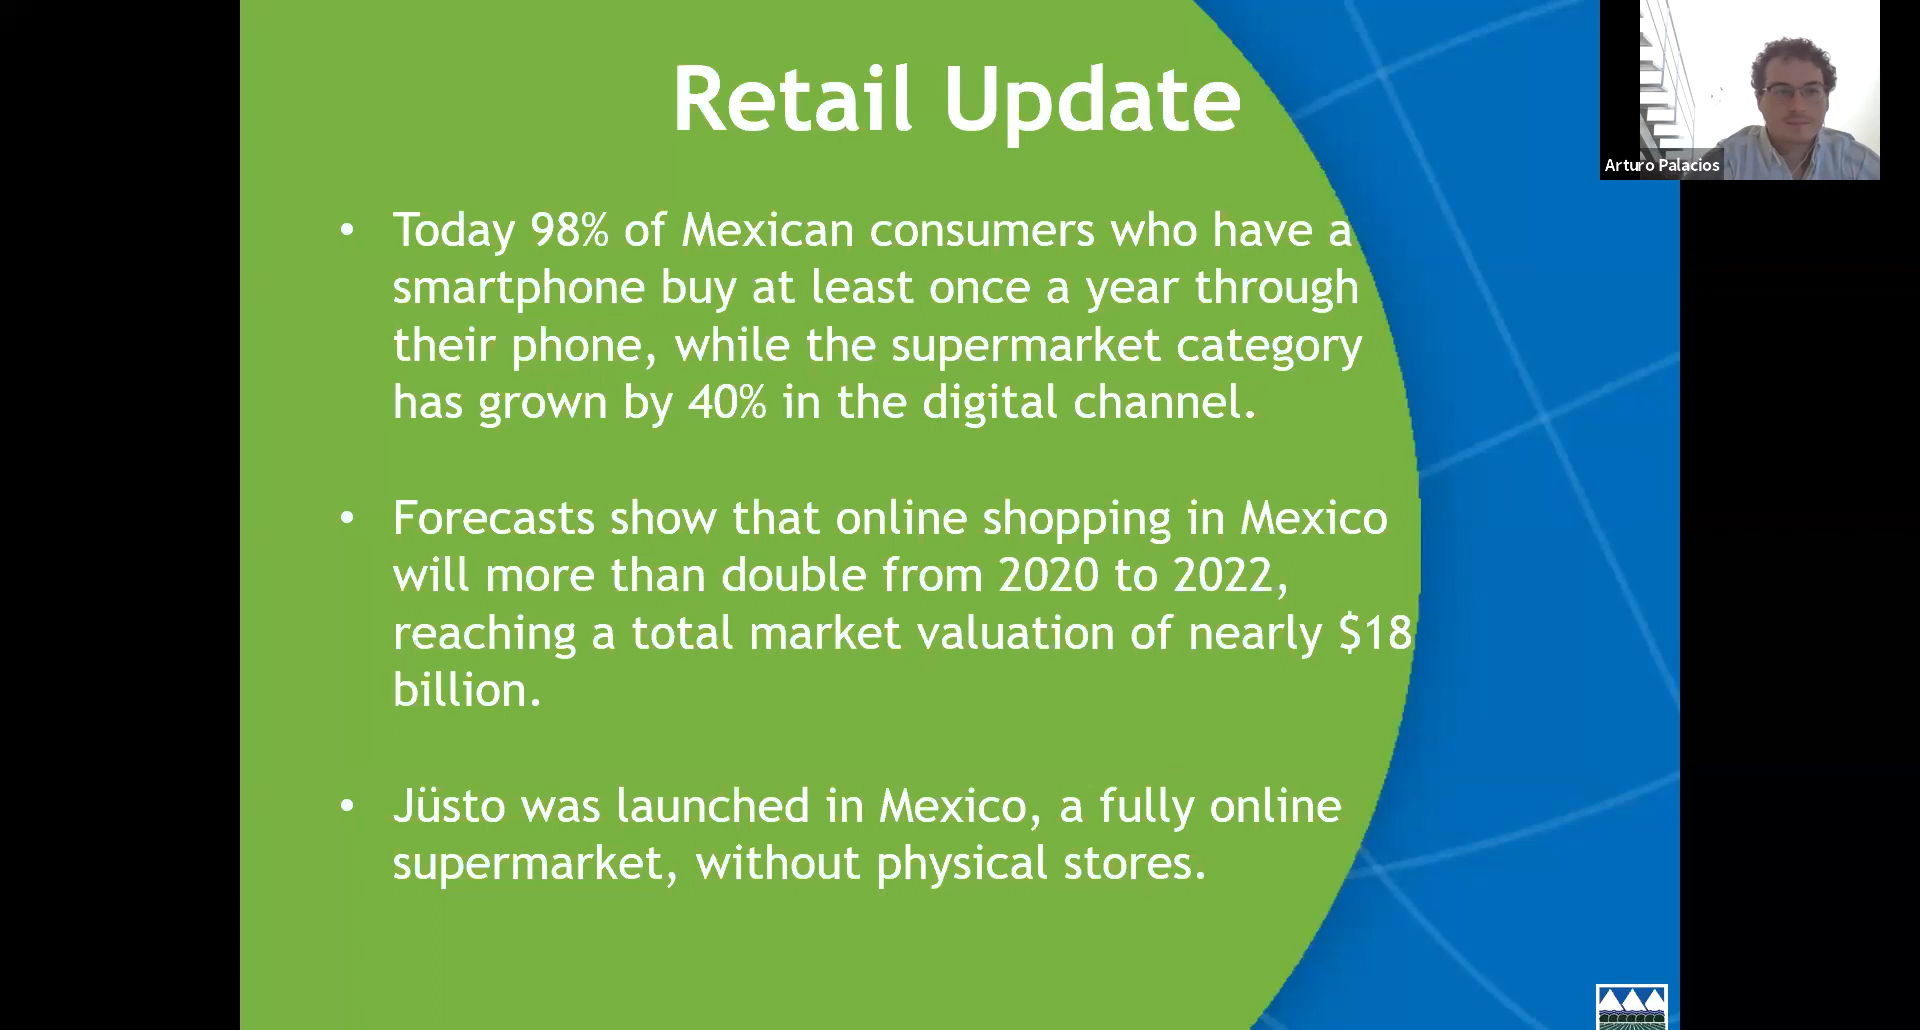 Retail Update
Arturo Palacios
• Today 98% of Mexican consumers who have a
smartphone buy at least once a year through
their phone, while the supermarket category
has grown by 40% in the digital channel.
• Forecasts show that online shopping in Mexico
will more than double from 2020 to 2022,
reaching a total market valuation of nearly $18
billion.
• Jüsto was launched in Mexico, a fully online
supermarket, without physical stores.